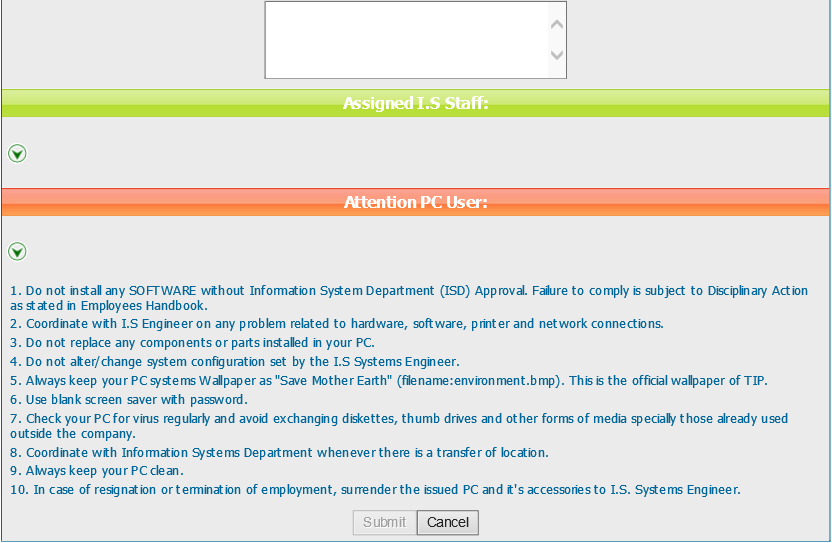 Assigned I.S Staff:
Attention PC User:
1. Do not install any SOFTWARE without Information System Department (ISD) Approval. Failure to comply is subject to Disciplinary Action
as stated in Employees Handbook.
2. Coordinate with I.S Engineer on any problem related to hardware, software, printer and network connections.
3. Do not replace any components or parts installed in your PC.
4. Do not alter/change system configuration set by the I.S Systems Engineer.
5. Always keep your PC systems Wallpaper as "Save Mother Earth" (filename:environment.bmp). This is the official wallpaper of TIP.
6. Use blank screen saver with password.
7. Check your PC for virus regularly and avoid exchanging diskettes, thumb drives and other forms of media specially those already used
outside the company.
8. Coordinate with Information Systems Department whenever there is a transfer of location.
9. Always keep your PC clean.
10. In case of resignation or termination of employment, surrender the issued PC and it's accessories to I.S. Systems Engineer.
Submit Cancel